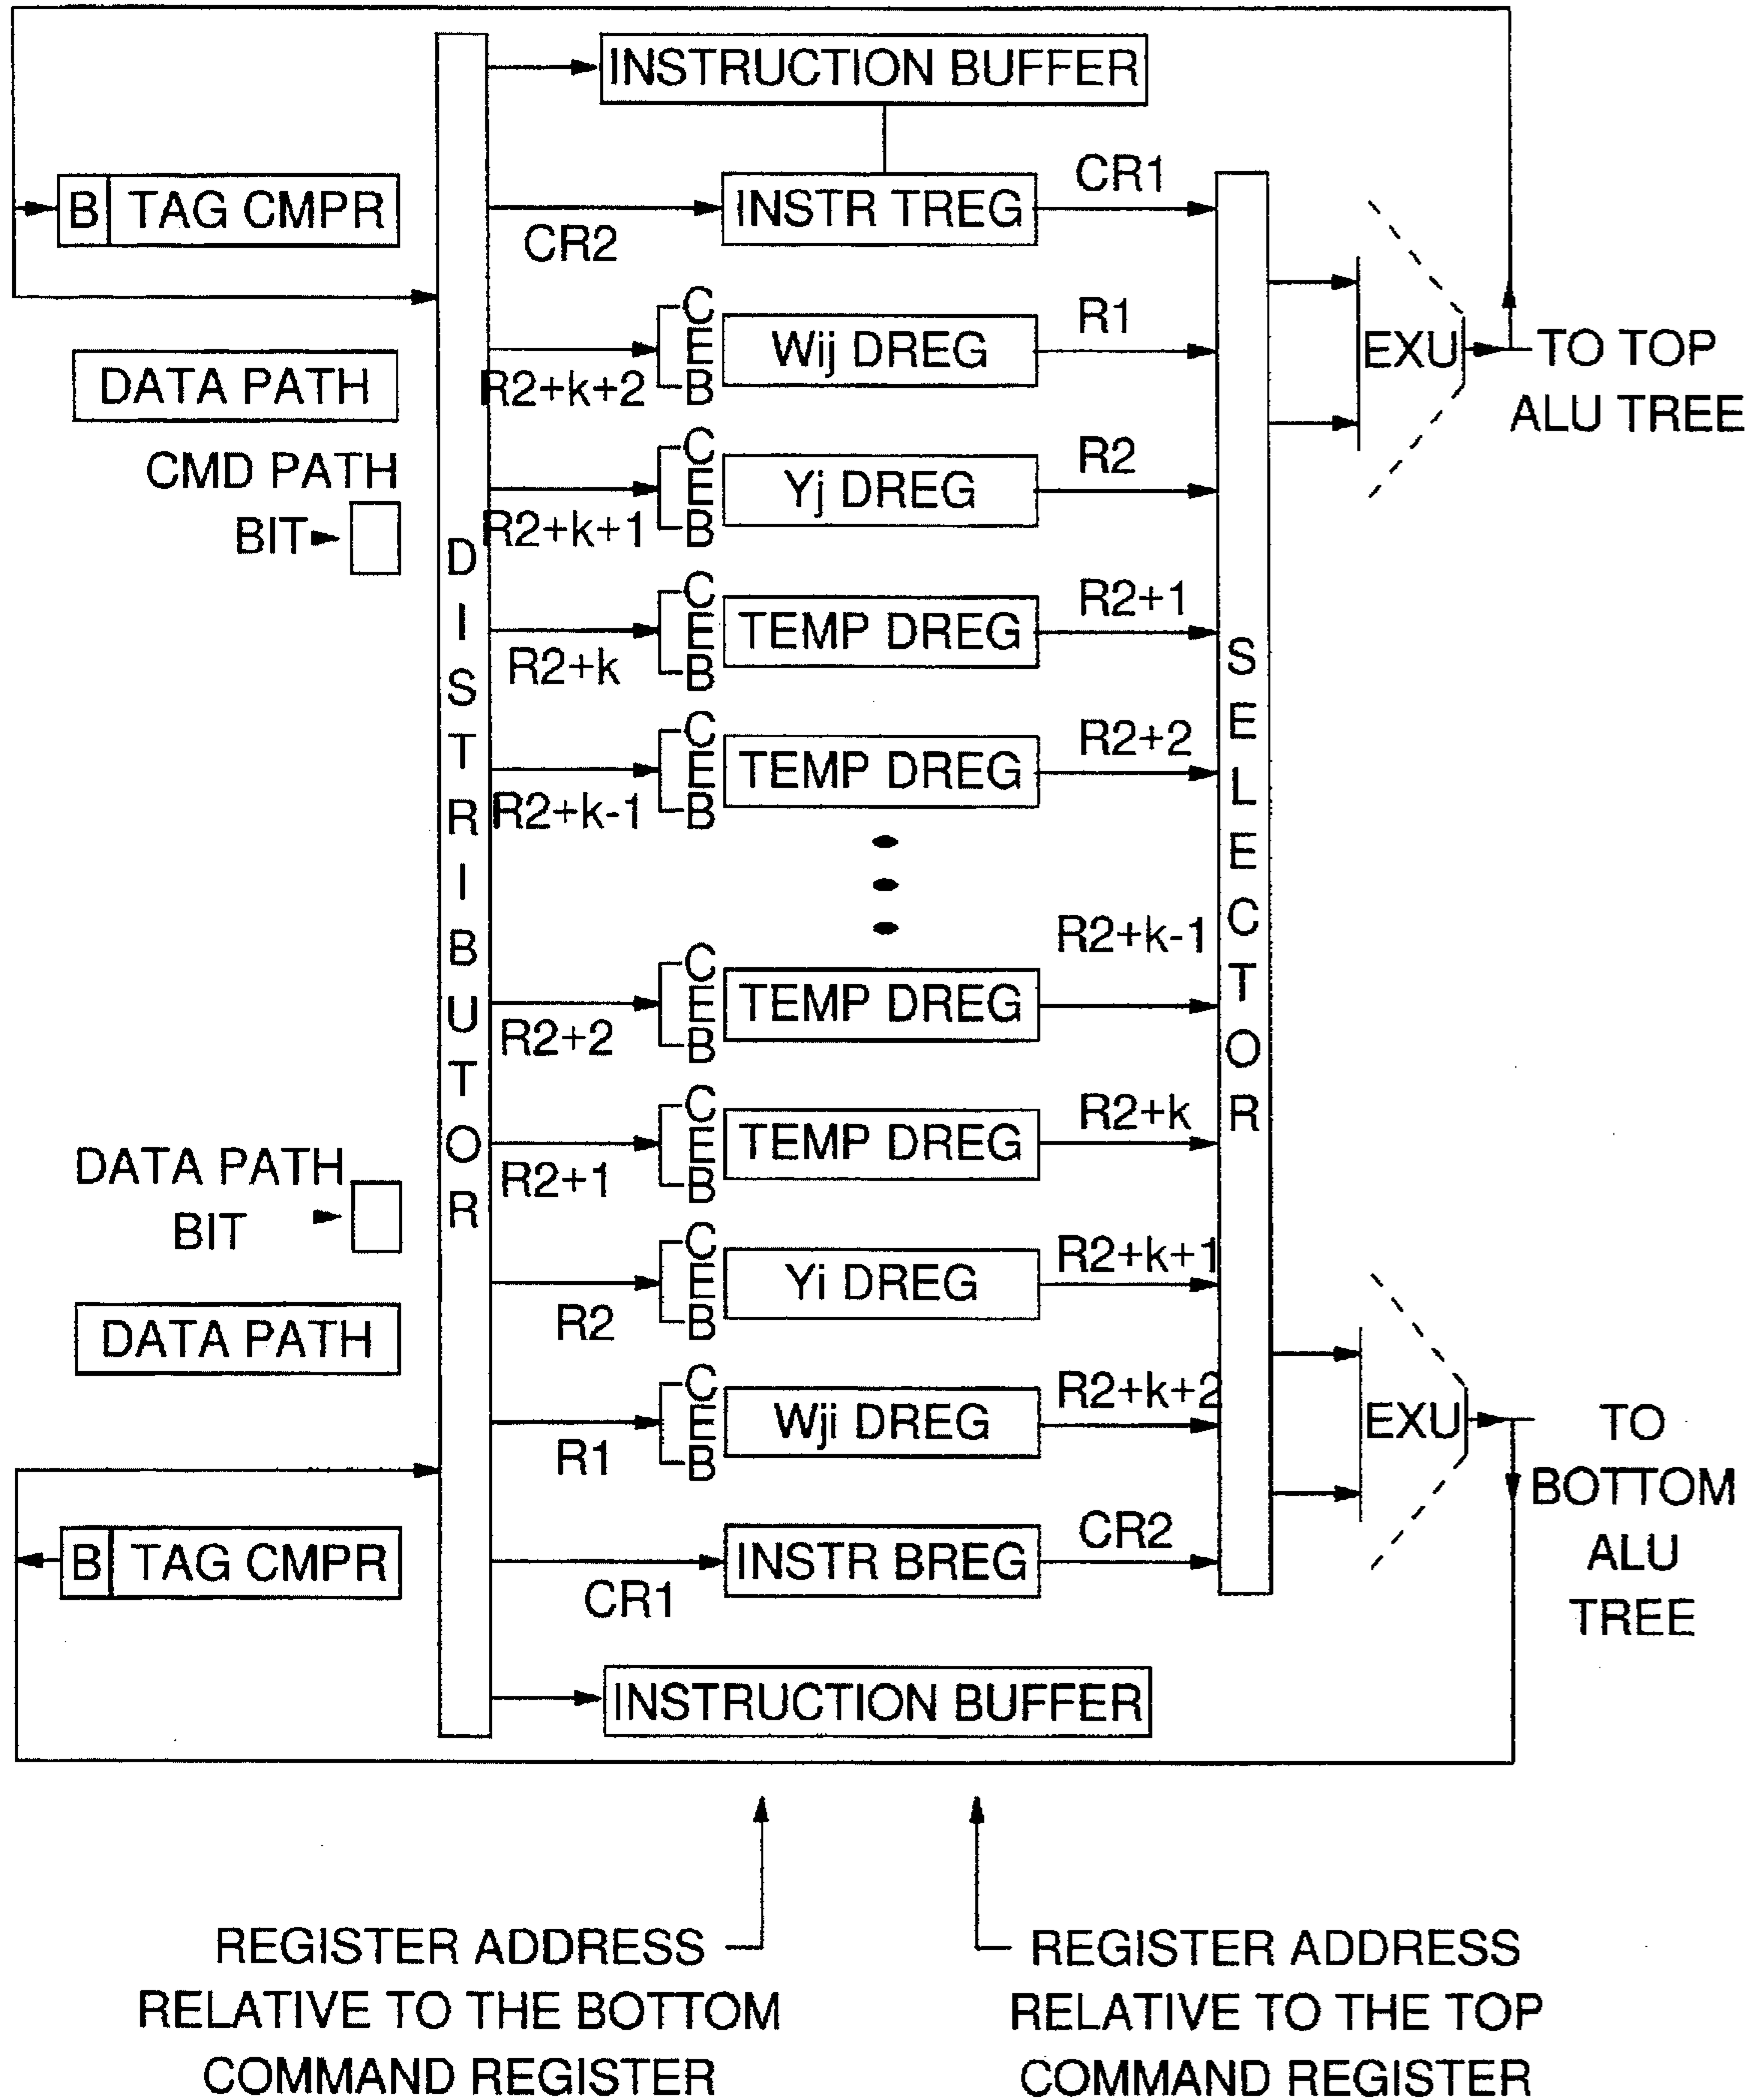 INSTRUCTION BUFFER
B TAG CMPR
CR2
INSTR TREG
CR1
DATA PATH
R2+k+2
C
E
B
Wij DREG
R1
EXU
TO TOP
ALU TREE
CMD PATH
BIT
R2+k+1
C
E
B
Yj DREG
R2
DISTRIBUTOR
R2+k
C
E
B
TEMP DREG
R2+1
SELECTOR
R2+k-1
C
E
B
TEMP DREG
R2+2
R2+2
C
E
B
TEMP DREG
R2+k-1
R2+1
C
E
B
TEMP DREG
R2+k
DATA PATH
BIT
R2
C
E
B
Yi DREG
R2+k+1
DATA PATH
R1
C
E
B
Wji DREG
R2+k+2
EXU
TO
BOTTOM
ALU
TREE
B TAG CMPR
CR1
INSTR BREG
CR2
INSTRUCTION BUFFER
REGISTER ADDRESS
RELATIVE TO THE BOTTOM
COMMAND REGISTER
REGISTER ADDRESS
RELATIVE TO THE TOP
COMMAND REGISTER